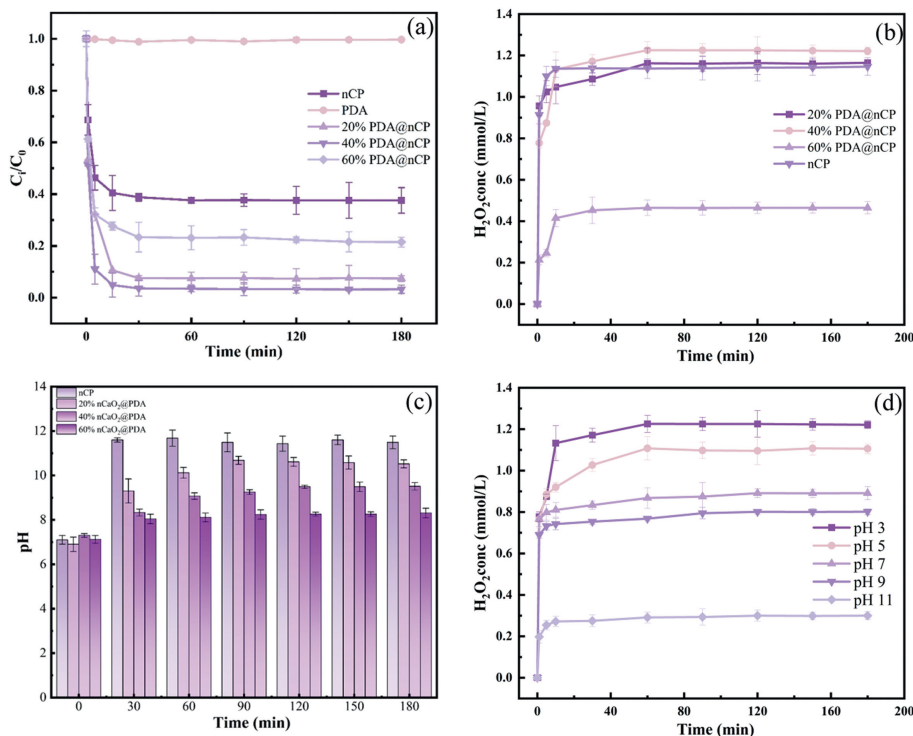 (a)
1.0
0.8
0.6
0.4
0.2
0.0
Cᵢ/C₀
nCP
PDA
20% PDA@nCP
40% PDA@nCP
60% PDA@nCP
0
60
120
180
Time (min)
(b)
1.4
1.2
1.0
0.8
0.6
0.4
0.2
0.0
H₂O₂conc (mmol/L)
20% PDA@nCP
40% PDA@nCP
60% PDA@nCP
nCP
0
40
80
120
160
200
Time (min)
(c)
14
12
10
8
6
4
2
0
pH
nCP
20% nCaO₂@PDA
40% nCaO₂@PDA
60% nCaO₂@PDA
0
30
60
90
120
150
180
Time (min)
(d)
1.4
1.2
1.0
0.8
0.6
0.4
0.2
0.0
H₂O₂conc (mmol/L)
pH 3
pH 5
pH 7
pH 9
pH 11
0
40
80
120
160
200
Time (min)